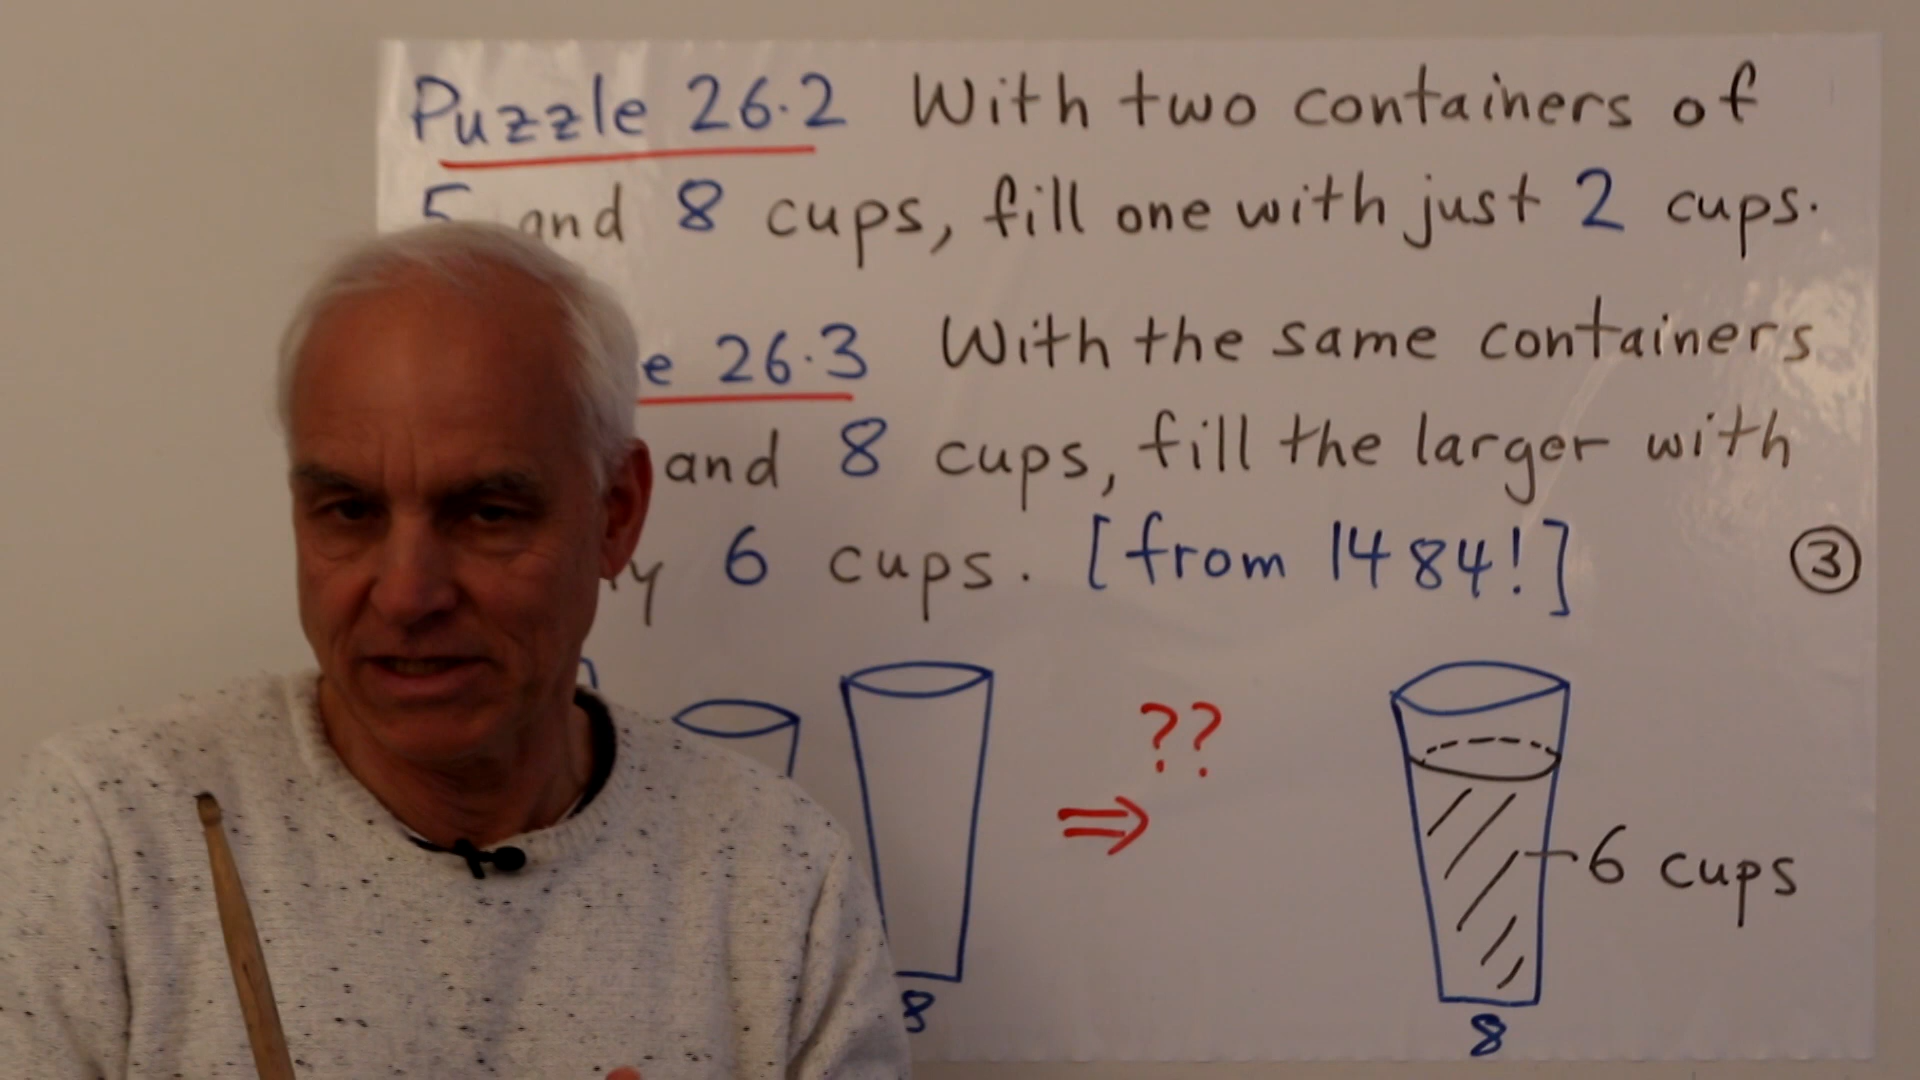 Puzzle 26.2 With two containers of
5 and 8 cups, fill one with just 2 cups.
26.3 With the same containers
and 8 cups, fill the larger with
6 cups. [from 1484!]
③
??
⇒
6 cups
8
8